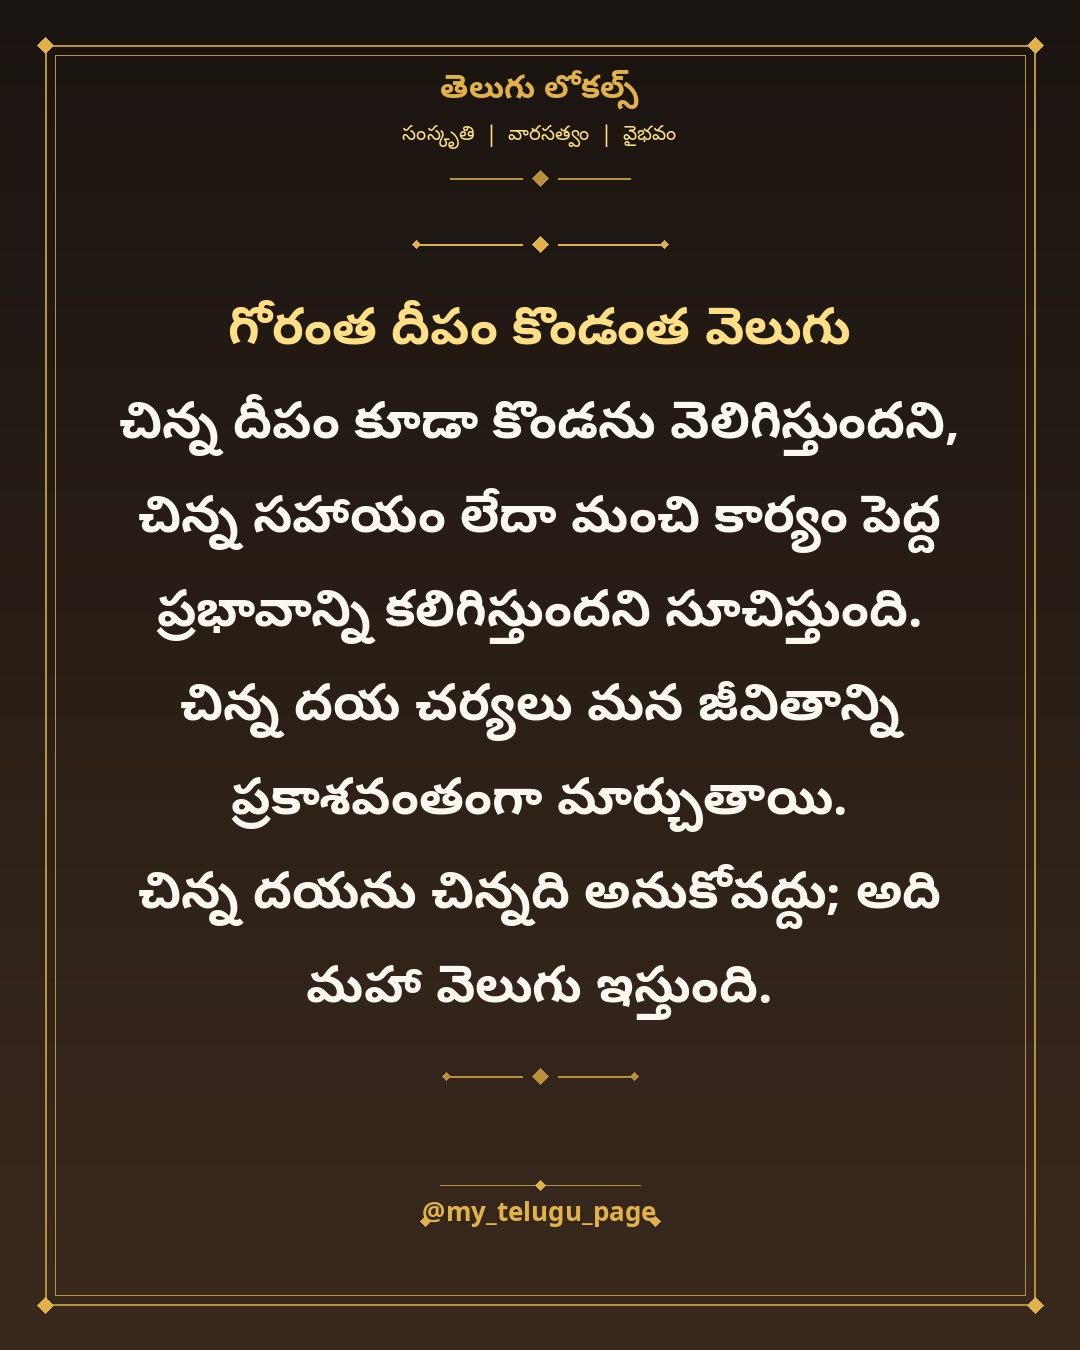 తెలుగు లోకల్స్
సంస్కృతి | వారసత్వం | వైభవం
గోరంత దీపం కొండంత వెలుగు
చిన్న దీపం కూడా కొండను వెలిగిస్తుందని,
చిన్న సహాయం లేదా మంచి కార్యం పెద్ద
ప్రభావాన్ని కలిగిస్తుందని సూచిస్తుంది.
చిన్న దయ చర్యలు మన జీవితాన్ని
ప్రకాశవంతంగా మార్చుతాయి.
చిన్న దయను చిన్నది అనుకోవద్దు; అది
మహా వెలుగు ఇస్తుంది.
@my_telugu_page